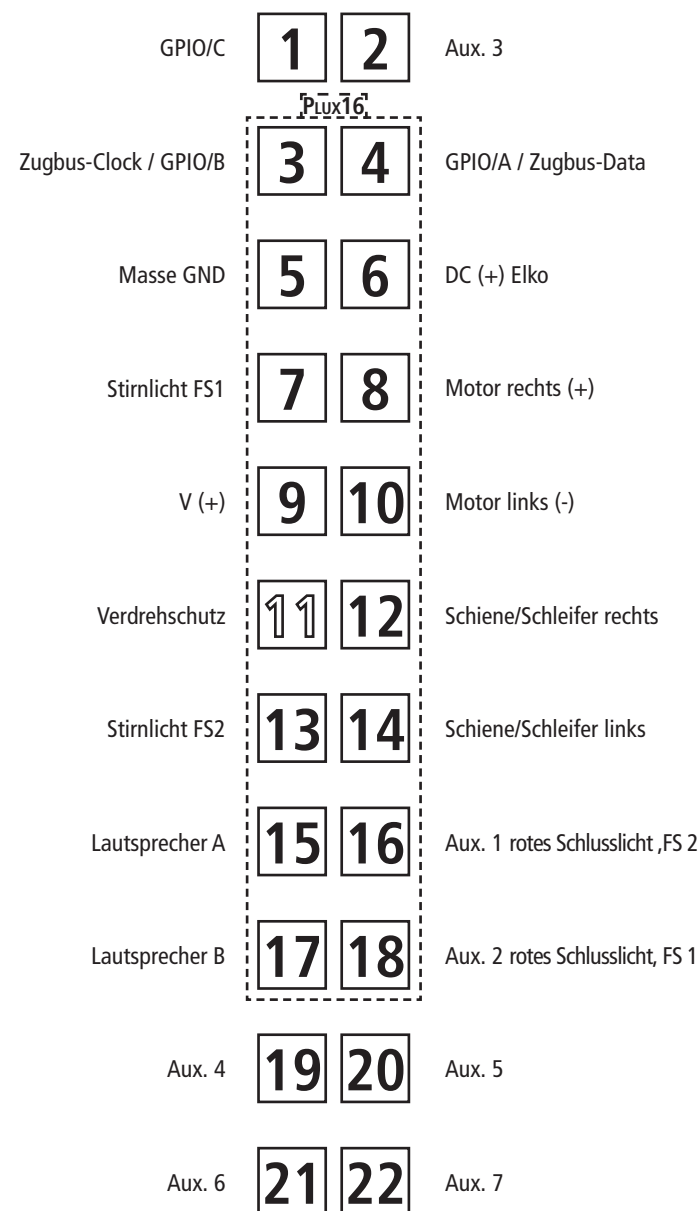 GPIO/C 1 2 Aux. 3
PLUX16
Zugbus-Clock / GPIO/B 3 4 GPIO/A / Zugbus-Data
Masse GND 5 6 DC (+) Elko
Stirnlicht FS1 7 8 Motor rechts (+)
V (+) 9 10 Motor links (-)
Verdrehschutz 11 12 Schiene/Schleifer rechts
Stirnlicht FS2 13 14 Schiene/Schleifer links
Lautsprecher A 15 16 Aux. 1 rotes Schlusslicht ,FS 2
Lautsprecher B 17 18 Aux. 2 rotes Schlusslicht, FS 1
Aux. 4 19 20 Aux. 5
Aux. 6 21 22 Aux. 7